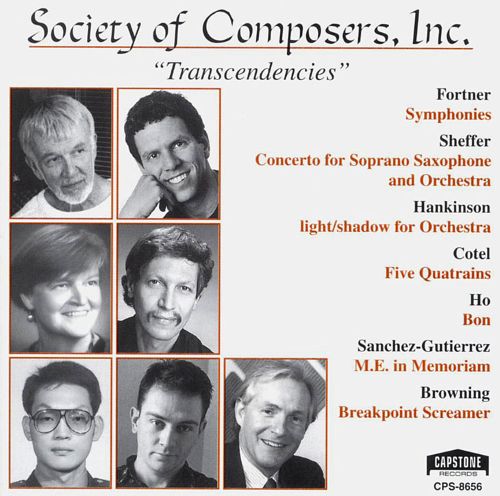 Society of Composers, Inc.
“Transcendencies”
Fortner
Symphonies
Sheffer
Concerto for Soprano Saxophone
and Orchestra
Hankinson
light/shadow for Orchestra
Cotel
Five Quatrains
Ho
Bon
Sanchez-Gutierrez
M.E. in Memoriam
Browning
Breakpoint Screamer
CAPSTONE
RECORDS
CPS-8656